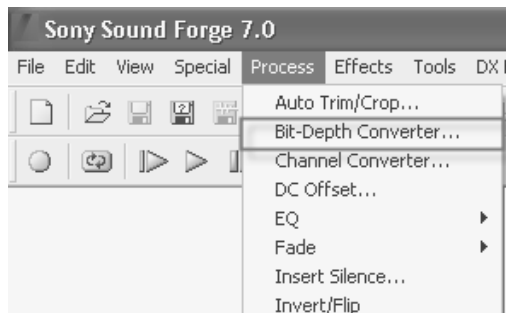 Sony Sound Forge 7.0
File Edit View Special Process Effects Tools DX
Auto Trim/Crop...
Bit-Depth Converter...
Channel Converter...
DC Offset...
EQ
Fade
Insert Silence...
Invert/Flip